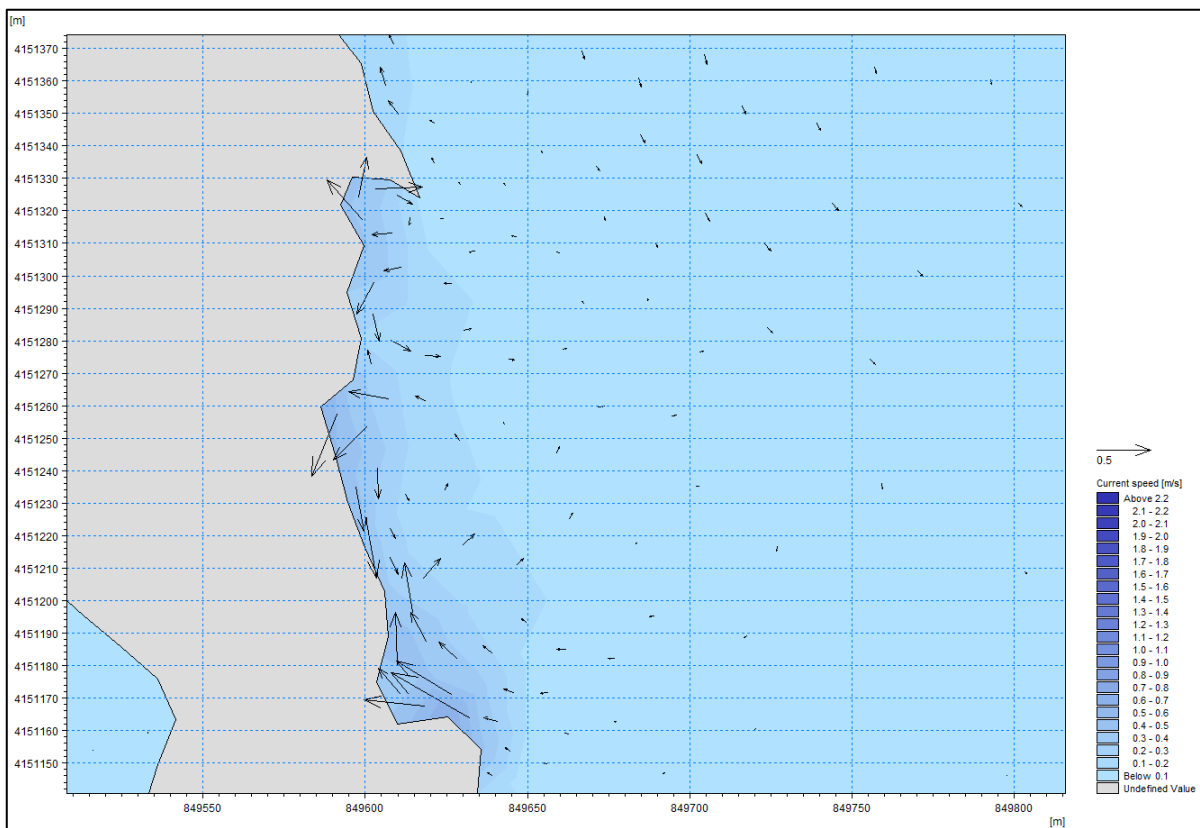 [m]
4151370
4151360
4151350
4151340
4151330
4151320
4151310
4151300
4151290
4151280
4151270
4151260
4151250
4151240
4151230
4151220
4151210
4151200
4151190
4151180
4151170
4151160
4151150
849550
849600
849650
849700
849750
849800
[m]
0.5
Current speed [m/s]
Above 2.2
2.1 - 2.2
2.0 - 2.1
1.9 - 2.0
1.8 - 1.9
1.7 - 1.8
1.6 - 1.7
1.5 - 1.6
1.4 - 1.5
1.3 - 1.4
1.2 - 1.3
1.1 - 1.2
1.0 - 1.1
0.9 - 1.0
0.8 - 0.9
0.7 - 0.8
0.6 - 0.7
0.5 - 0.6
0.4 - 0.5
0.3 - 0.4
0.2 - 0.3
0.1 - 0.2
Below 0.1
Undefined Value